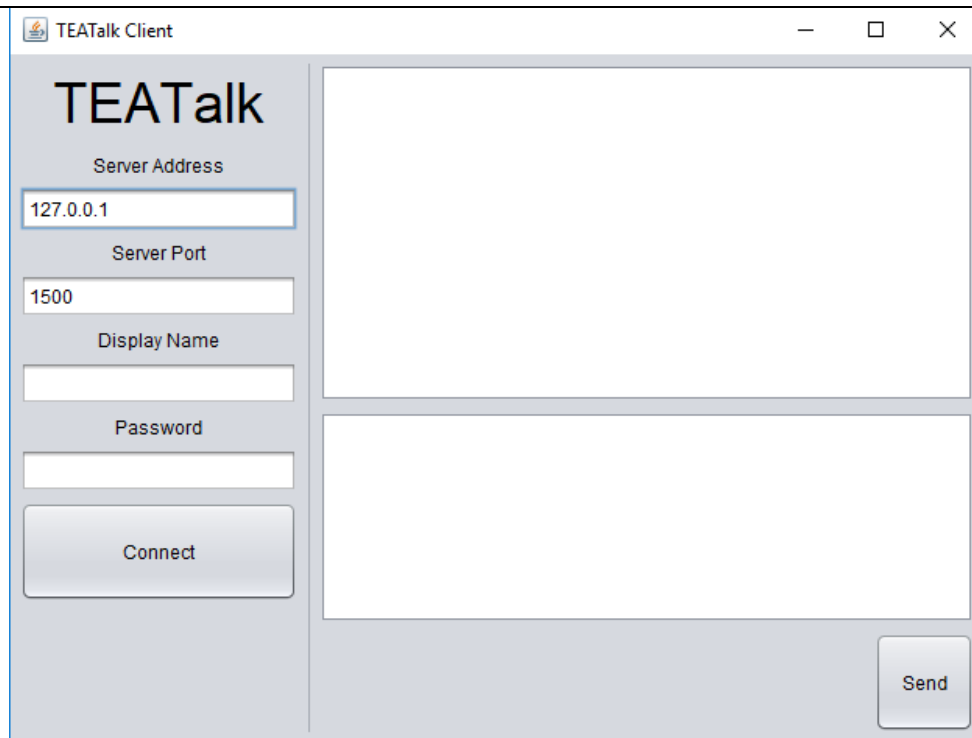 TEATalk Client
TEATalk
Server Address
127.0.0.1
Server Port
1500
Display Name
Password
Connect
Send